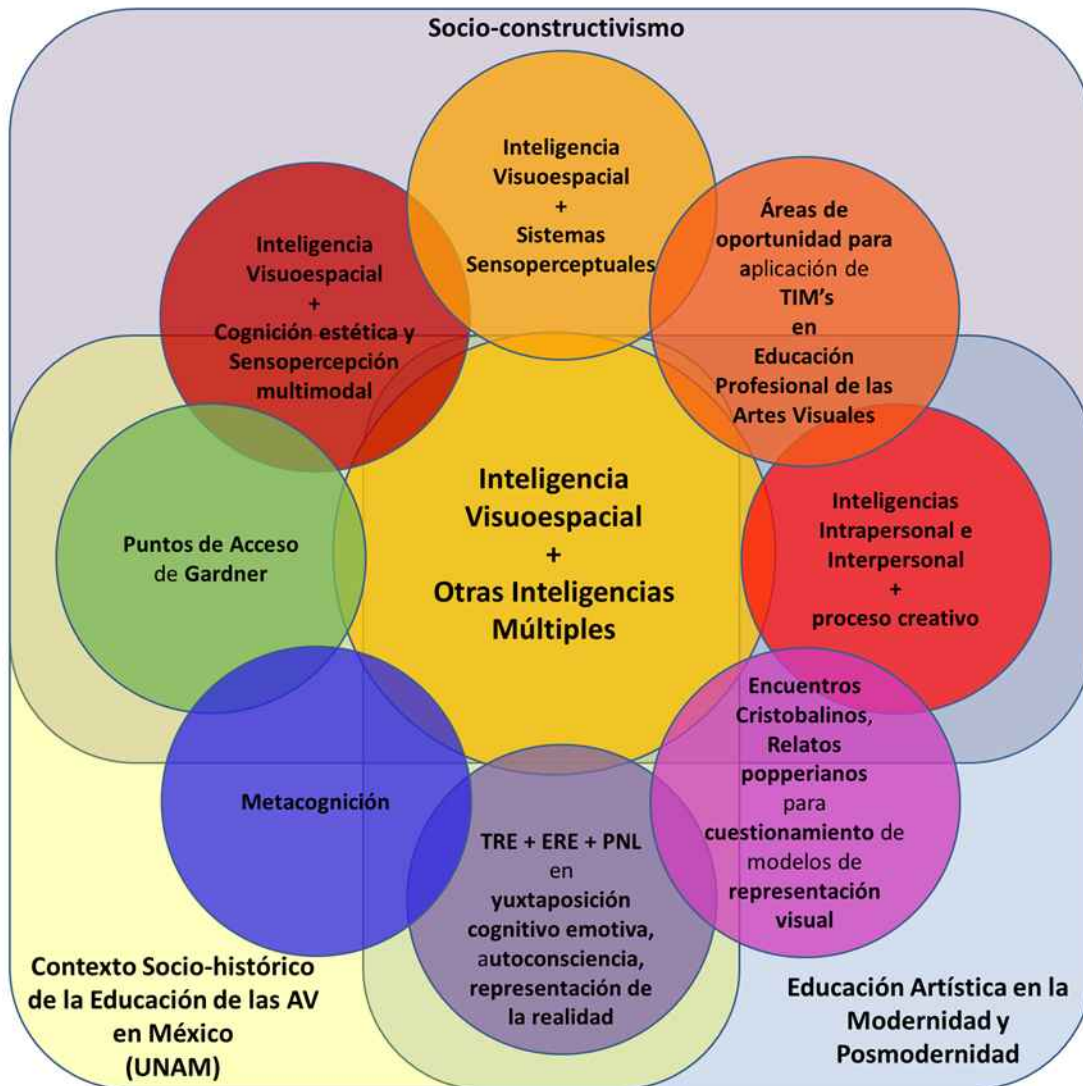 Socio-constructivismo
Inteligencia
Visuoespacial
+
Sistemas
Sensoperceptuales
Inteligencia
Visuoespacial
+
Cognición estética y
Sensopercepción
multimodal
Áreas de
oportunidad para
aplicación de
TIM's
en
Educación
Profesional de las
Artes Visuales
Puntos de Acceso
de Gardner
Inteligencia
Visuoespacial
+
Otras Inteligencias
Múltiples
Inteligencias
Intrapersonal e
Interpersonal
+
proceso creativo
Metacognición
TRE + ERE + PNL
en
yuxtaposición
cognitivo emotiva,
autoconsciencia,
representación de
la realidad
Encuentros
Cristobalinos,
Relatos
popperianos
para
cuestionamiento de
modelos de
representación
visual
Contexto Socio-histórico
de la Educación de las AV
en México
(UNAM)
Educación Artística en la
Modernidad y
Posmodernidad